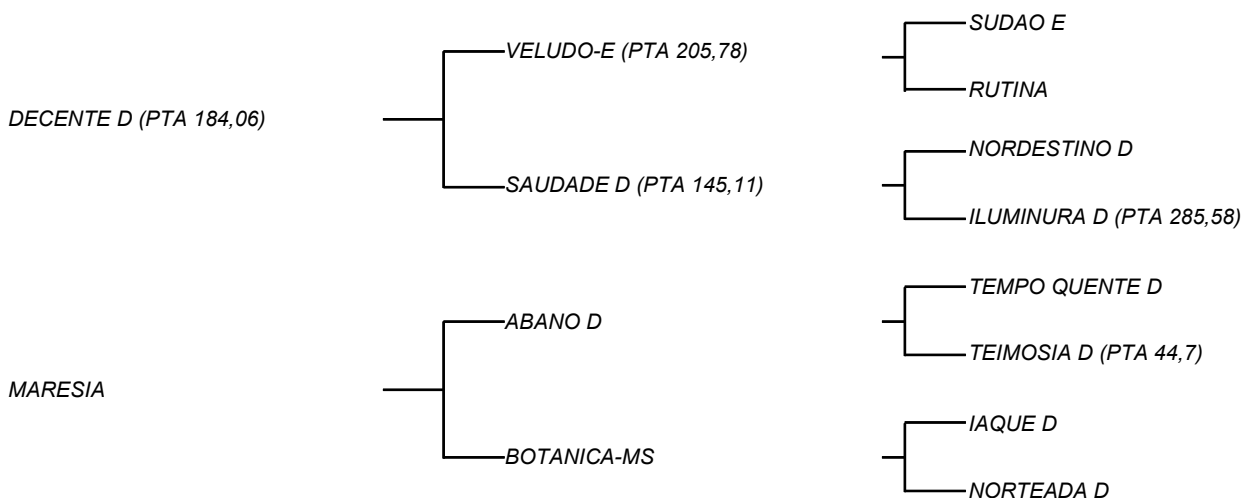 SUDAO E
VELUDO-E (PTA 205,78)
RUTINA
DECENTE D (PTA 184,06)
NORDESTINO D
SAUDADE D (PTA 145,11)
ILUMINURA D (PTA 285,58)
TEMPO QUENTE D
ABANO D
TEIMOSIA D (PTA 44,7)
MARESIA
IAQUE D
BOTANICA-MS
NORTEADA D